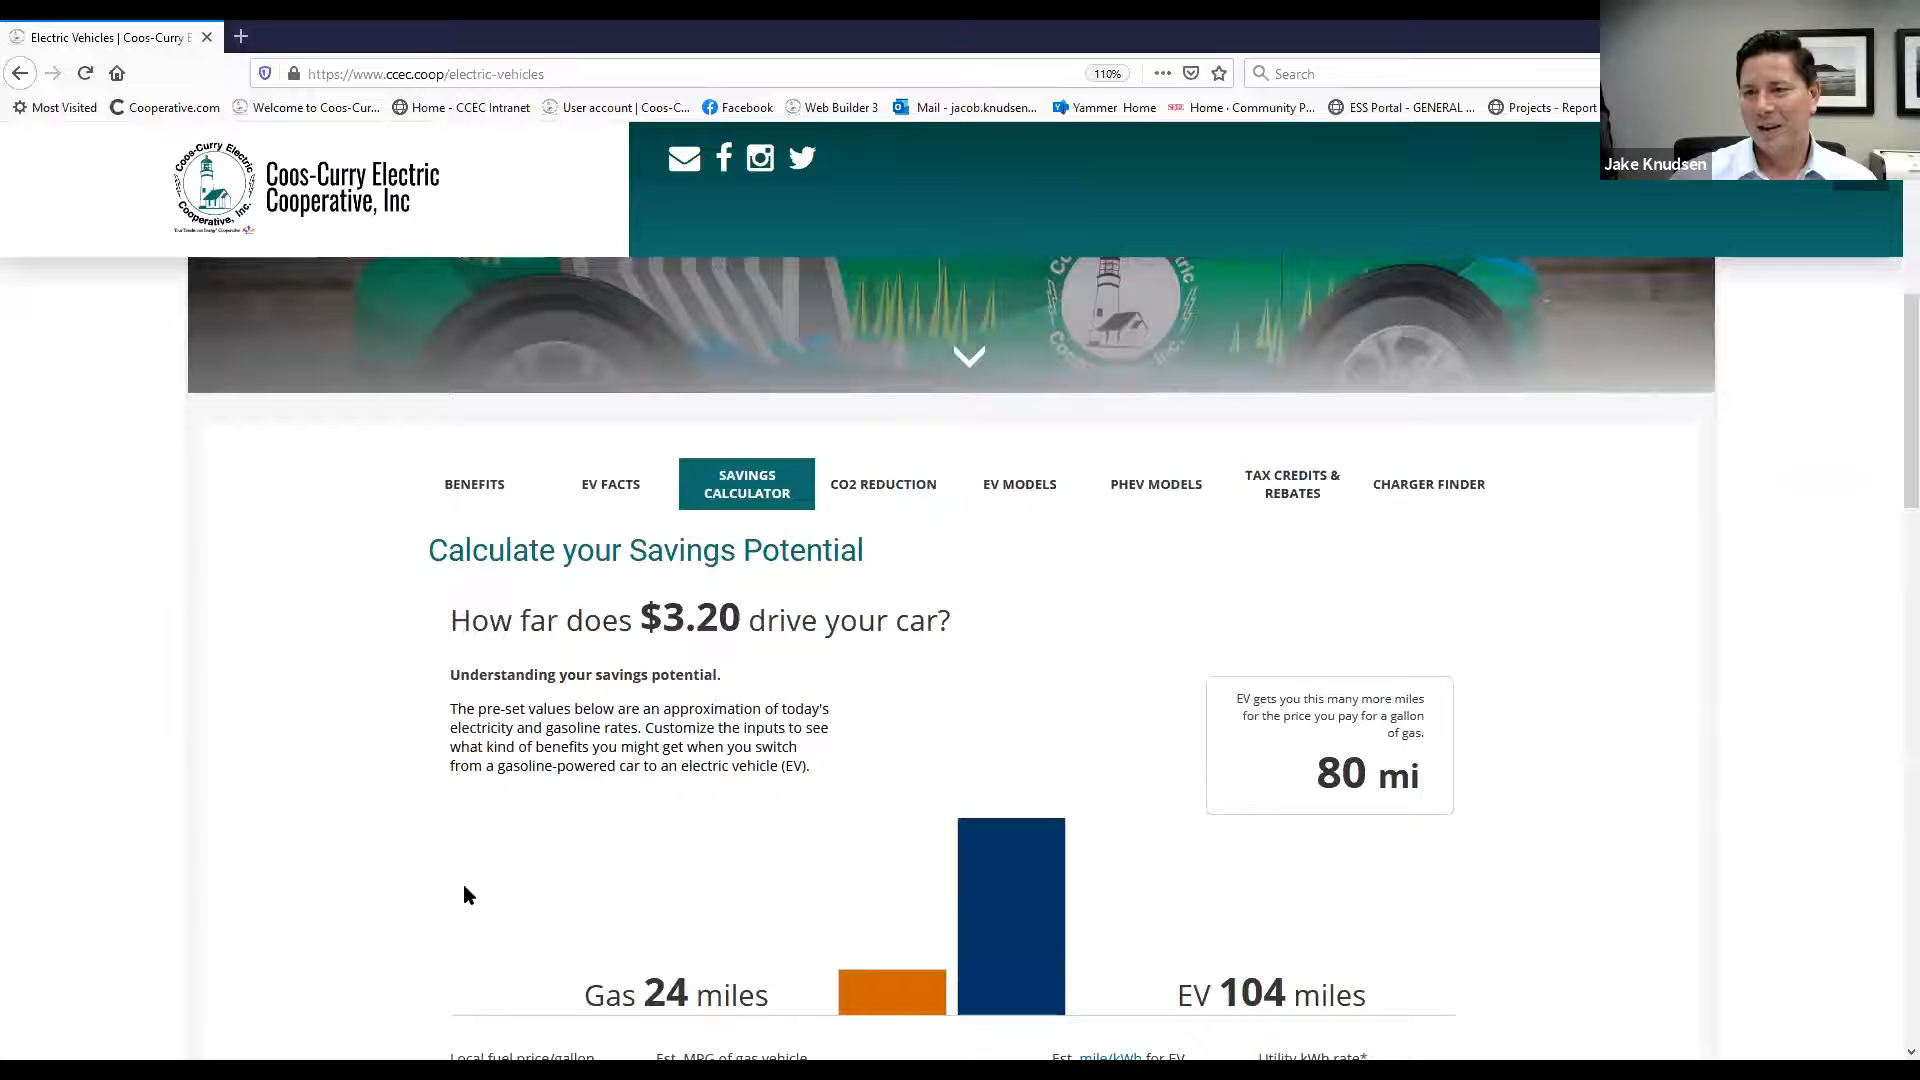 Electric Vehicles | Coos-Curry E
https://www.ccec.coop/electric-vehicles
110%
Search
Most Visited
Cooperative.com
Welcome to Coos-Cur...
Home - CCEC Intranet
User account | Coos-C...
Facebook
Web Builder 3
Mail - jacob.knudsen...
Yammer Home
Home · Community P...
ESS Portal - GENERAL ...
Projects - Report
Jake Knudsen
Coos-Curry Electric
Cooperative, Inc.
Coos-Curry Electric
Cooperative, Inc
BENEFITS
EV FACTS
SAVINGS
CALCULATOR
CO2 REDUCTION
EV MODELS
PHEV MODELS
TAX CREDITS &
REBATES
CHARGER FINDER
Calculate your Savings Potential
How far does $3.20 drive your car?
Understanding your savings potential.
The pre-set values below are an approximation of today's
electricity and gasoline rates. Customize the inputs to see
what kind of benefits you might get when you switch
from a gasoline-powered car to an electric vehicle (EV).
EV gets you this many more miles
for the price you pay for a gallon
of gas.
80 mi
Gas 24 miles
EV 104 miles
Local fuel price/gallon
Est. MPG of gas vehicle
Est. mile/kWh for EV
Utility kWh rate*